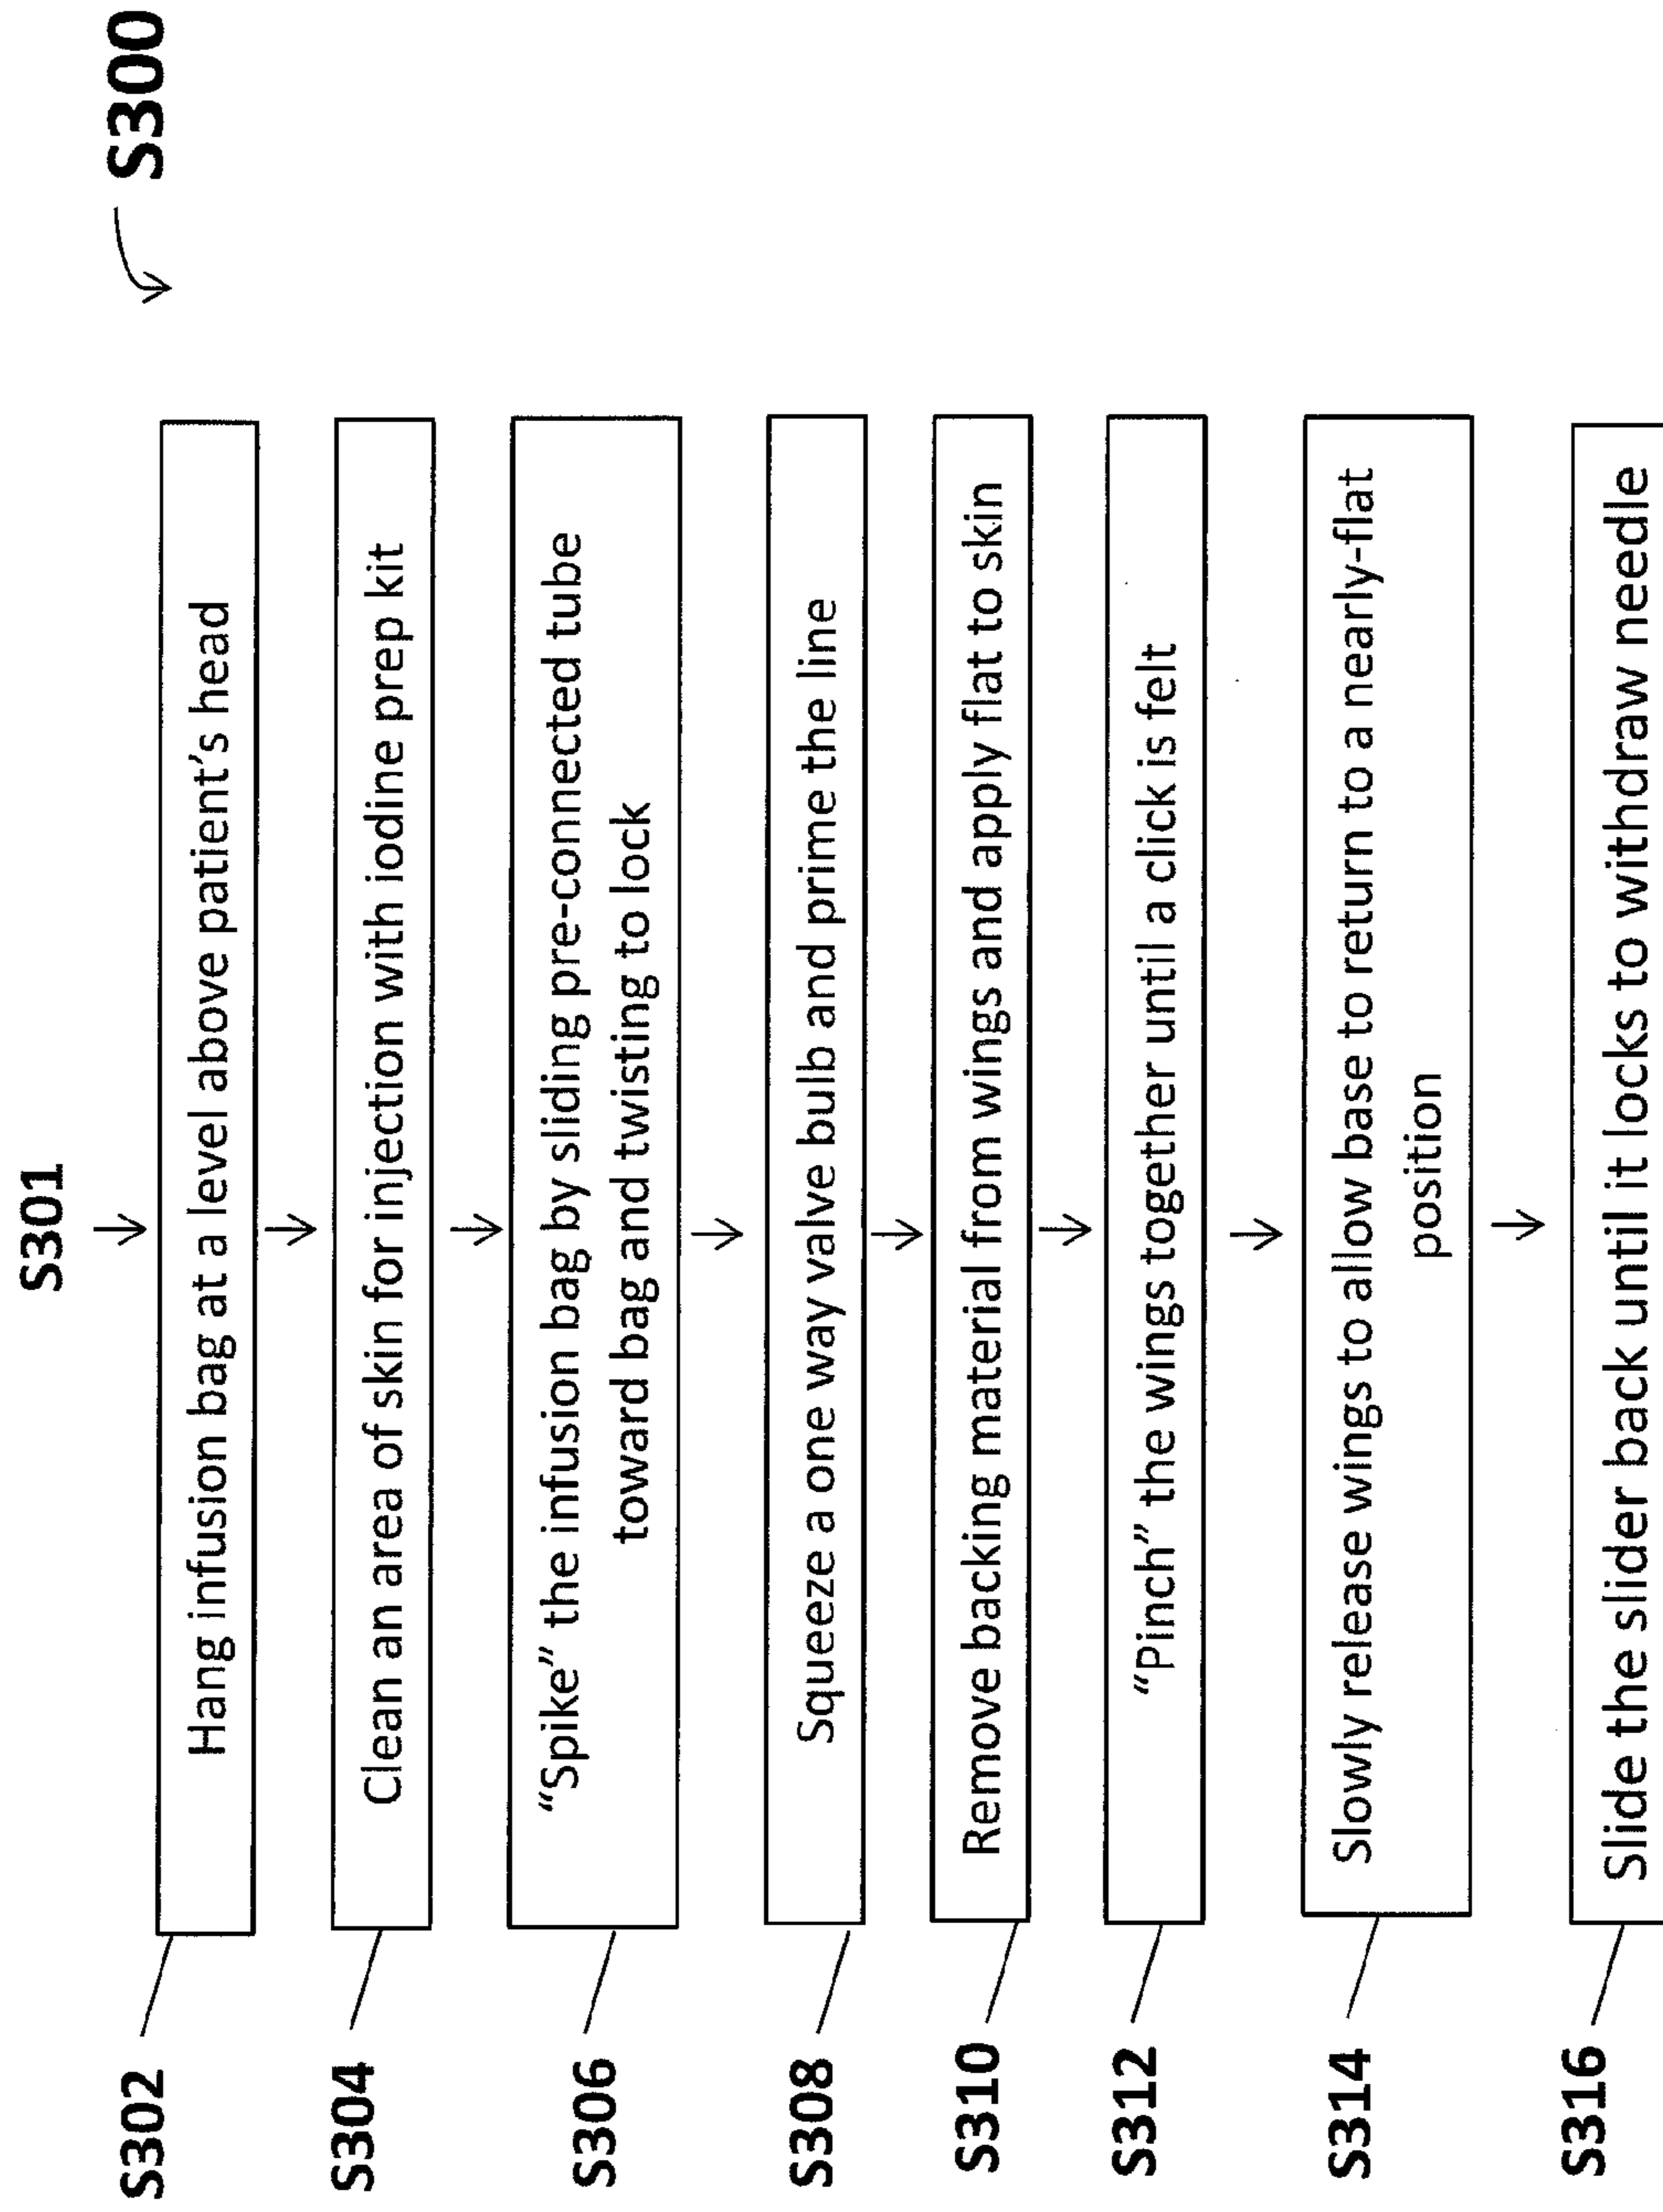 S300
S301
S302
Hang infusion bag at a level above patient's head
S304
Clean an area of skin for injection with iodine prep kit
S306
"Spike" the infusion bag by sliding pre-connected tube
toward bag and twisting to lock
S308
Squeeze a one way valve bulb and prime the line
S310
Remove backing material from wings and apply flat to skin
S312
"Pinch" the wings together until a click is felt
S314
Slowly release wings to allow base to return to a nearly-flat
position
S316
Slide the slider back until it locks to withdraw needle